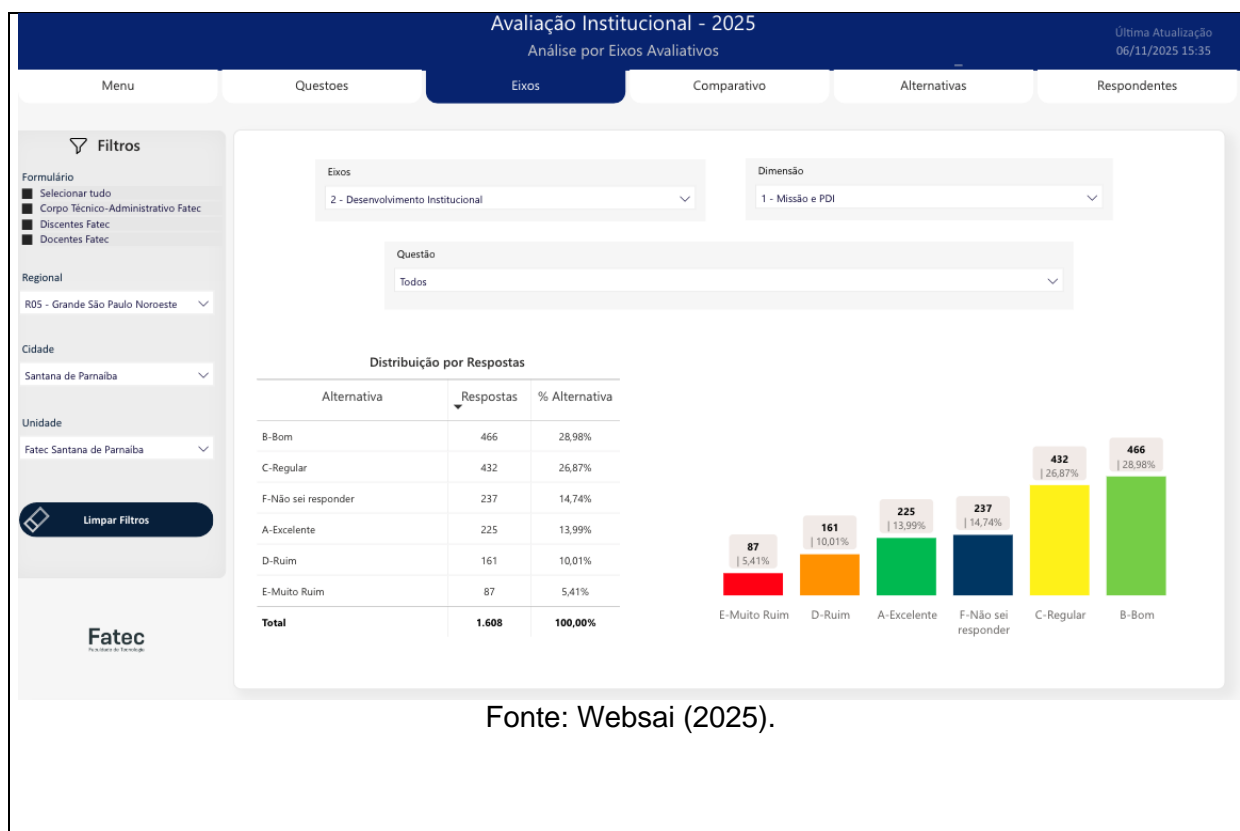 Avaliação Institucional - 2025
Análise por Eixos Avaliativos
Última Atualização
06/11/2025 15:35
Menu
Questoes
Eixos
Comparativo
Alternativas
Respondentes
Filtros
Formulário
Selecionar tudo
Corpo Técnico-Administrativo Fatec
Discentes Fatec
Docentes Fatec
Regional
R05 - Grande São Paulo Noroeste
Cidade
Santana de Parnaíba
Unidade
Fatec Santana de Parnaíba
Limpar Filtros
Fatec
Faculdade de Tecnologia
Eixos
2 - Desenvolvimento Institucional
Dimensão
1 - Missão e PDI
Questão
Todos
Distribuição por Respostas
Alternativa Respostas % Alternativa
B-Bom 466 28,98%
C-Regular 432 26,87%
F-Não sei responder 237 14,74%
A-Excelente 225 13,99%
D-Ruim 161 10,01%
E-Muito Ruim 87 5,41%
Total 1.608 100,00%
87
| 5,41%
161
| 10,01%
225
| 13,99%
237
| 14,74%
432
| 26,87%
466
| 28,98%
E-Muito Ruim
D-Ruim
A-Excelente
F-Não sei
responder
C-Regular
B-Bom
Fonte: Websai (2025).